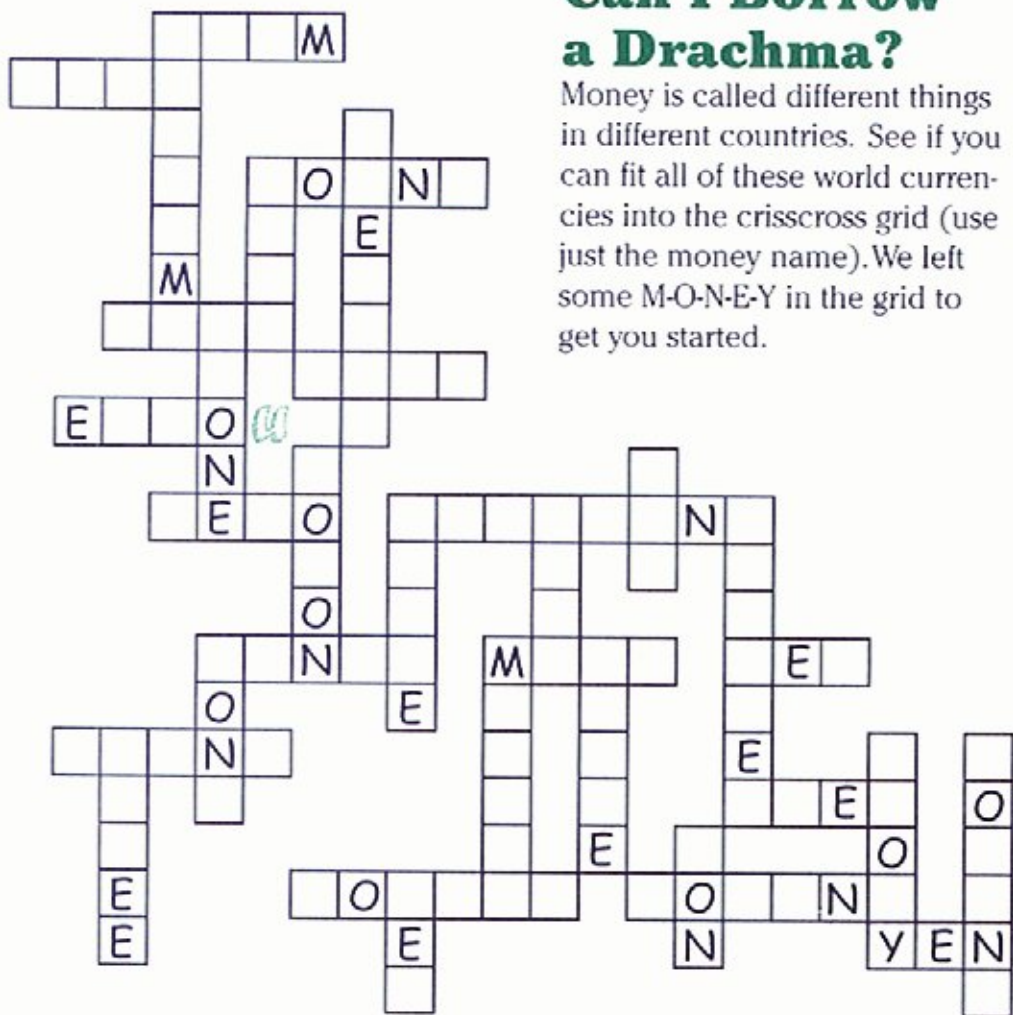 Can I Borrow
a Drachma?
Money is called different things
in different countries. See if you
can fit all of these world curren-
cies into the crisscross grid (use
just the money name). We left
some M-O-N-E-Y in the grid to
get you started.
M
O N
E
M
E O
N
E O N
O
N M E
O E
N
E
E O
E O
E O O N
E E N Y E N